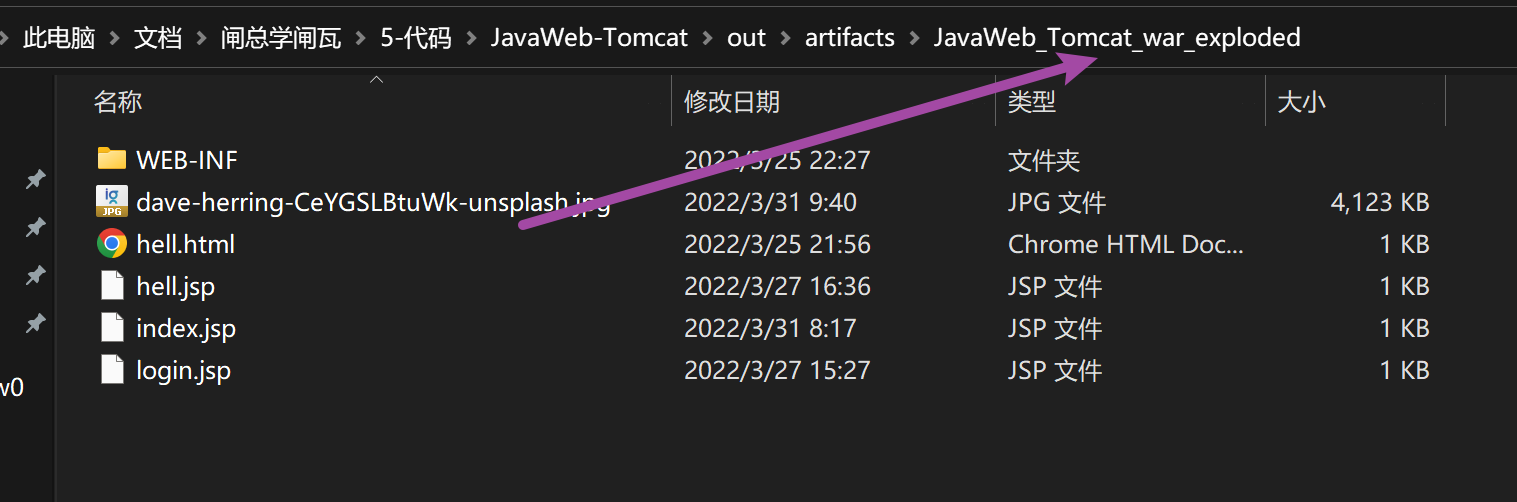 此电脑 > 文档 > 闸总学闸瓦 > 5-代码 > JavaWeb-Tomcat > out > artifacts > JavaWeb_Tomcat_war_exploded
名称 修改日期 类型 大小
WEB-INF 2022/3/25 22:27 文件夹
ig JPG dave-herring-CeYGSLBtuWk-unsplash.jpg 2022/3/31 9:40 JPG 文件 4,123 KB
hell.html 2022/3/25 21:56 Chrome HTML Doc... 1 KB
hell.jsp 2022/3/27 16:36 JSP 文件 1 KB
index.jsp 2022/3/31 8:17 JSP 文件 1 KB
login.jsp 2022/3/27 15:27 JSP 文件 1 KB
w0